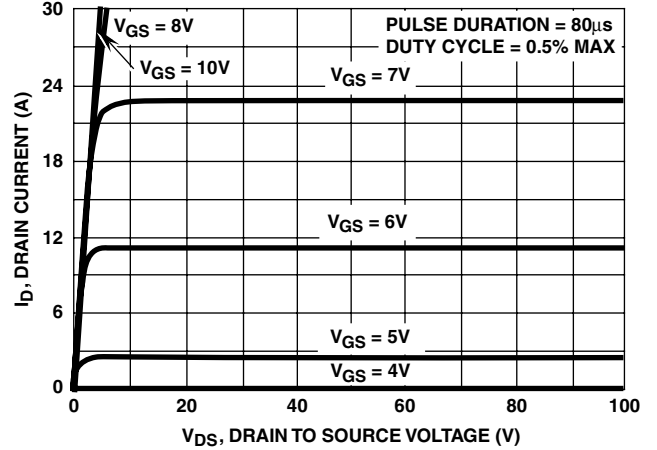 30
24
18
12
6
0
I_D, DRAIN CURRENT (A)
V_GS = 8V
V_GS = 10V
PULSE DURATION = 80µs
DUTY CYCLE = 0.5% MAX
V_GS = 7V
V_GS = 6V
V_GS = 5V
V_GS = 4V
0 20 40 60 80 100
V_DS, DRAIN TO SOURCE VOLTAGE (V)